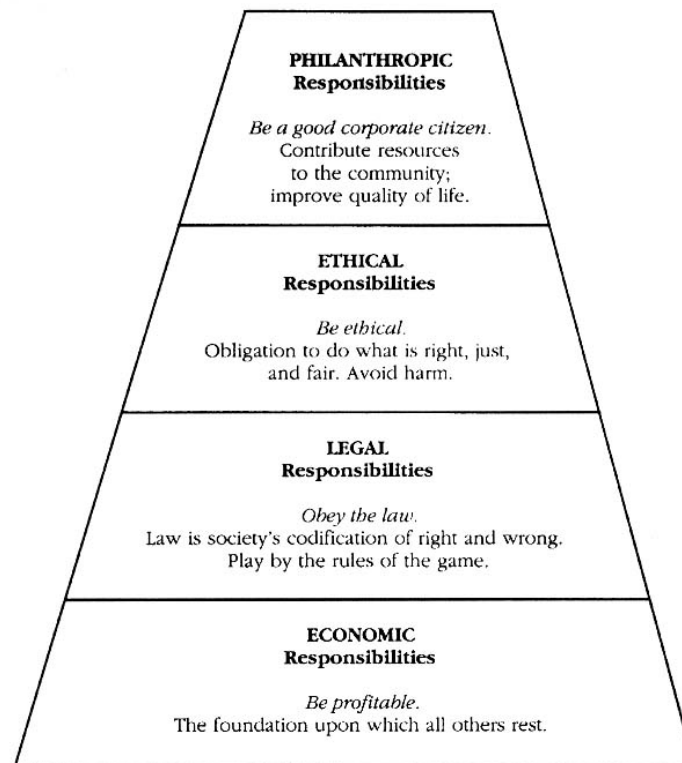 PHILANTHROPIC
Responsibilities
Be a good corporate citizen.
Contribute resources
to the community;
improve quality of life.
ETHICAL
Responsibilities
Be ethical.
Obligation to do what is right, just,
and fair. Avoid harm.
LEGAL
Responsibilities
Obey the law.
Law is society's codification of right and wrong.
Play by the rules of the game.
ECONOMIC
Responsibilities
Be profitable.
The foundation upon which all others rest.